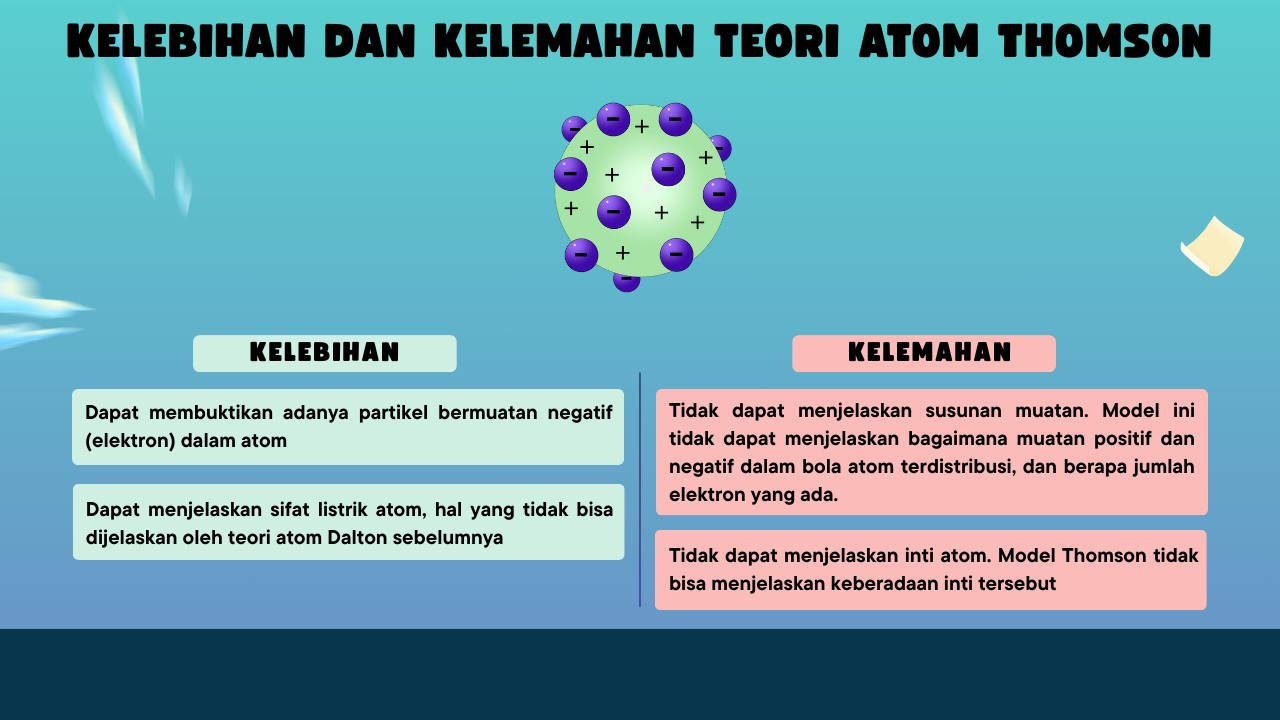 KELEBIHAN DAN KELEMAHAN TEORI ATOM THOMSON
KELEBIHAN
Dapat membuktikan adanya partikel bermuatan negatif
(elektron) dalam atom
Dapat menjelaskan sifat listrik atom, hal yang tidak bisa
dijelaskan oleh teori atom Dalton sebelumnya
KELEMAHAN
Tidak dapat menjelaskan susunan muatan. Model ini
tidak dapat menjelaskan bagaimana muatan positif dan
negatif dalam bola atom terdistribusi, dan berapa jumlah
elektron yang ada.
Tidak dapat menjelaskan inti atom. Model Thomson tidak
bisa menjelaskan keberadaan inti tersebut